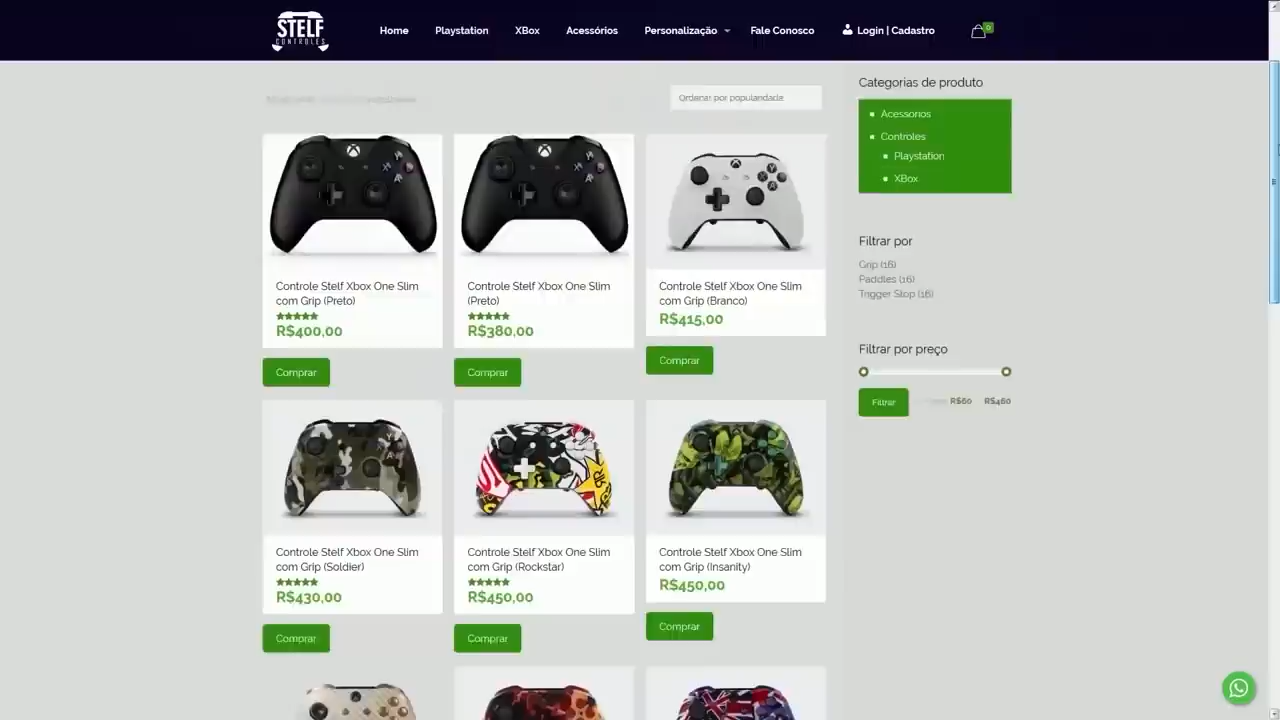 STELF
CONTROLES
Home
Playstation
XBox
Acessórios
Personalização
Fale Conosco
Login | Cadastro
0
Ordenar por popularidade
Categorias de produto
Acessorios
Controles
Playstation
XBox
Controle Stelf Xbox One Slim
com Grip (Preto)
R$400,00
Comprar
Controle Stelf Xbox One Slim
(Preto)
R$380,00
Comprar
Controle Stelf Xbox One Slim
com Grip (Branco)
R$415,00
Comprar
Filtrar por
Grip (16)
Paddles (16)
Trigger Stop (16)
Filtrar por preço
Filtrar
R$60
R$460
Controle Stelf Xbox One Slim
com Grip (Soldier)
R$430,00
Comprar
Controle Stelf Xbox One Slim
com Grip (Rockstar)
R$450,00
Comprar
Controle Stelf Xbox One Slim
com Grip (Insanity)
R$450,00
Comprar